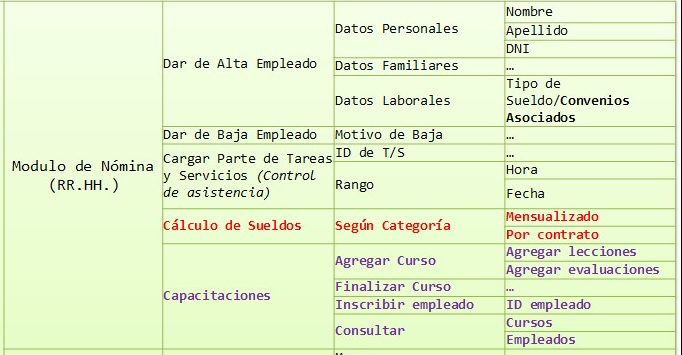 Modulo de Nómina
(RR.HH.)
Dar de Alta Empleado
Datos Personales
Nombre
Apellido
DNI
Datos Familiares
…
Datos Laborales
Tipo de
Sueldo/Convenios
Asociados
Dar de Baja Empleado
Motivo de Baja
…
Cargar Parte de Tareas
y Servicios (Control
de asistencia)
ID de T/S
…
Rango
Hora
Fecha
Cálculo de Sueldos
Según Categoría
Mensualizado
Por contrato
Capacitaciones
Agregar Curso
Agregar lecciones
Agregar evaluaciones
Finalizar Curso
…
Inscribir empleado
ID empleado
Consultar
Cursos
Empleados